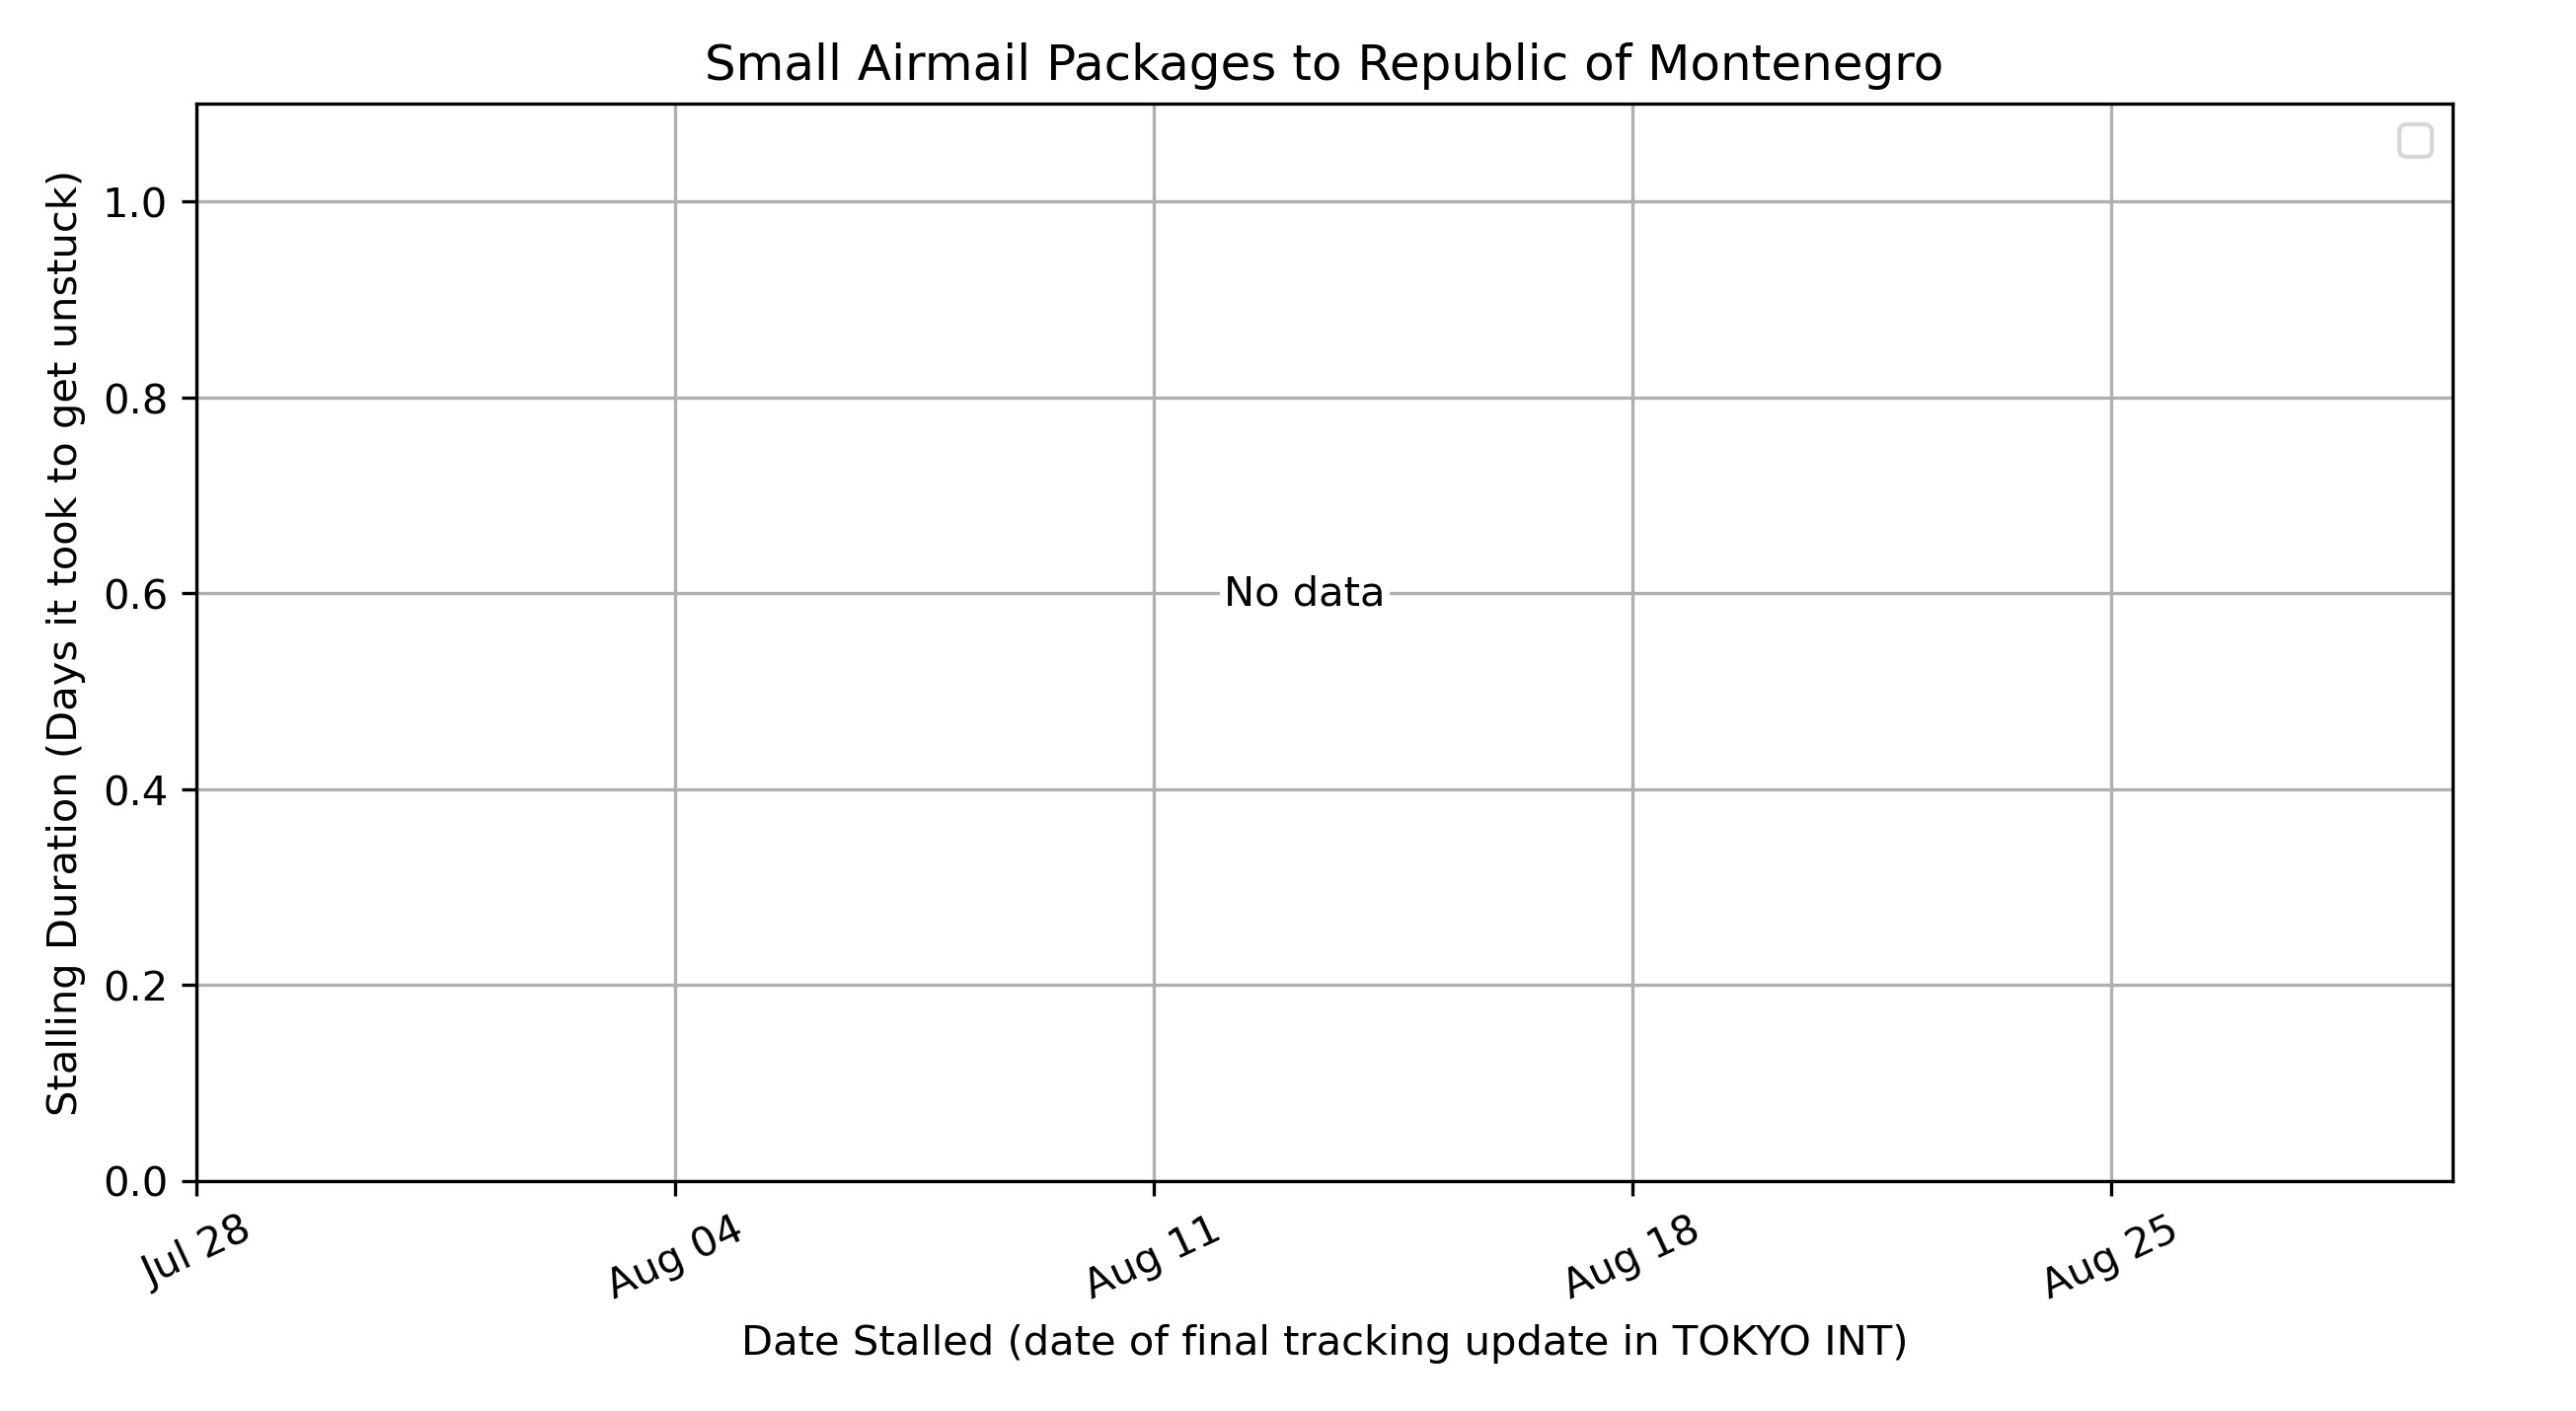 Small Airmail Packages to Republic of Montenegro
Stalling Duration (Days it took to get unstuck)
1.0
0.8
0.6
0.4
0.2
0.0
No data
Jul 28
Aug 04
Aug 11
Aug 18
Aug 25
Date Stalled (date of final tracking update in TOKYO INT)